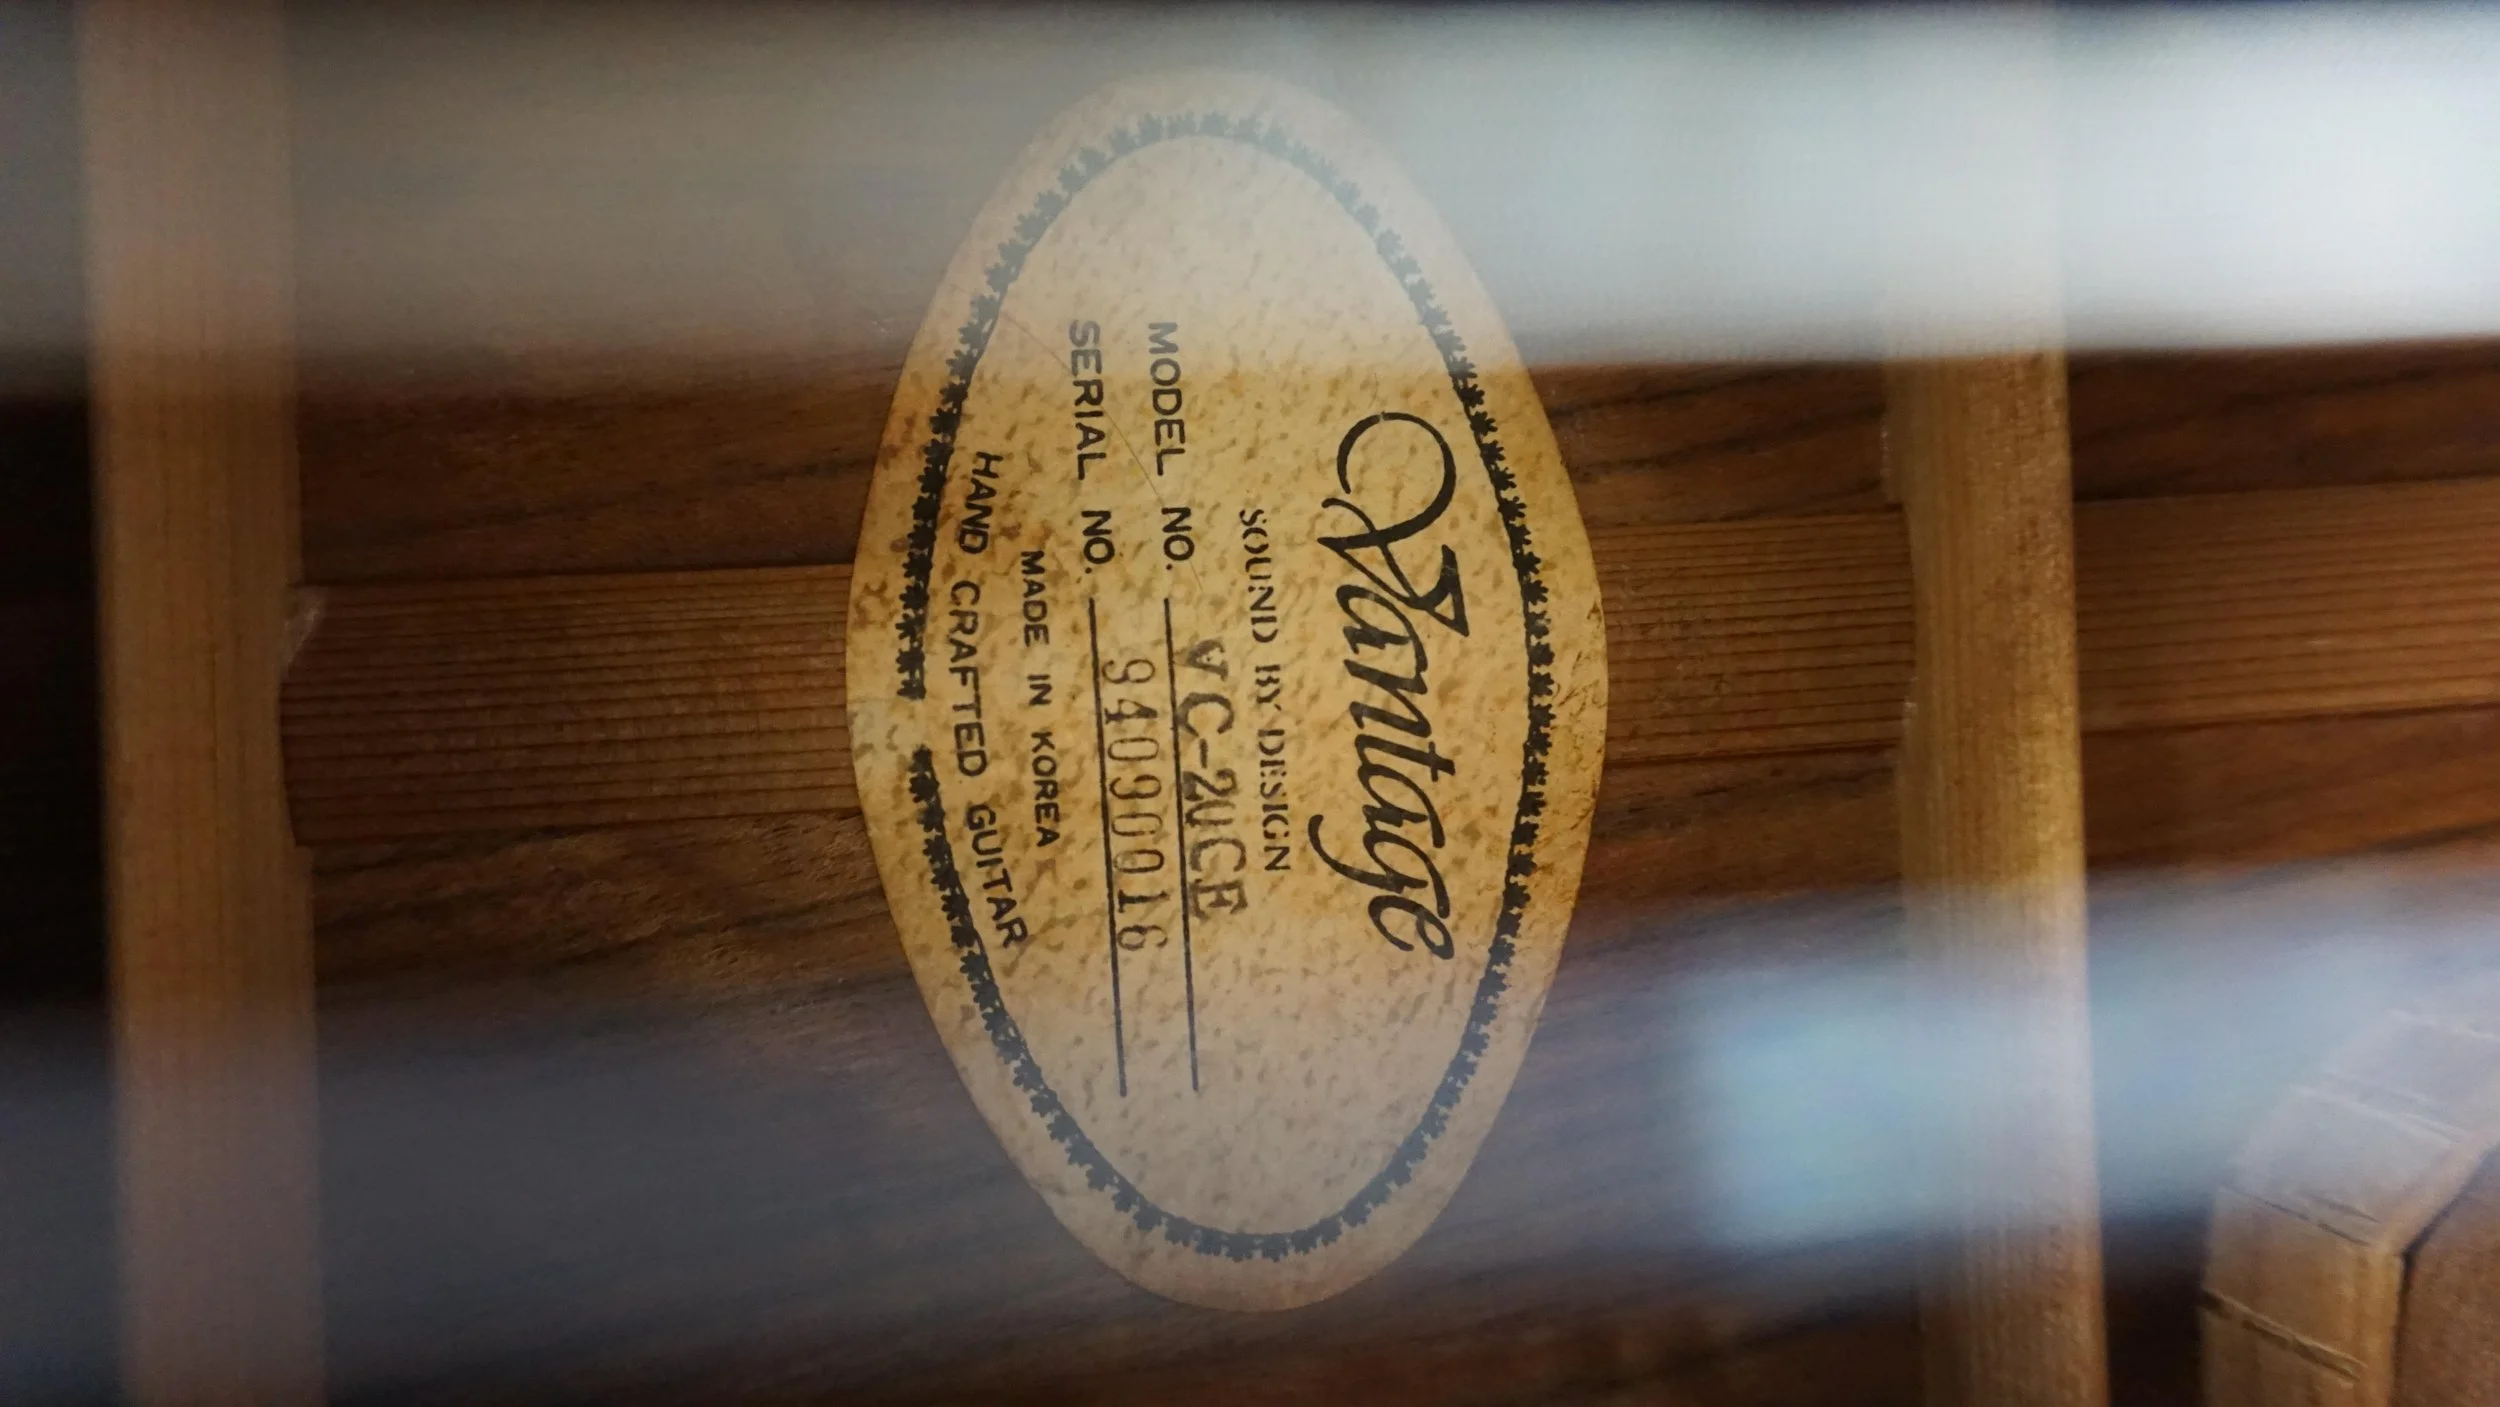 Vantage
SOUND BY DESIGN
MODEL NO. VC-20CE
SERIAL NO. 94090016
MADE IN KOREA
HAND CRAFTED GUITAR